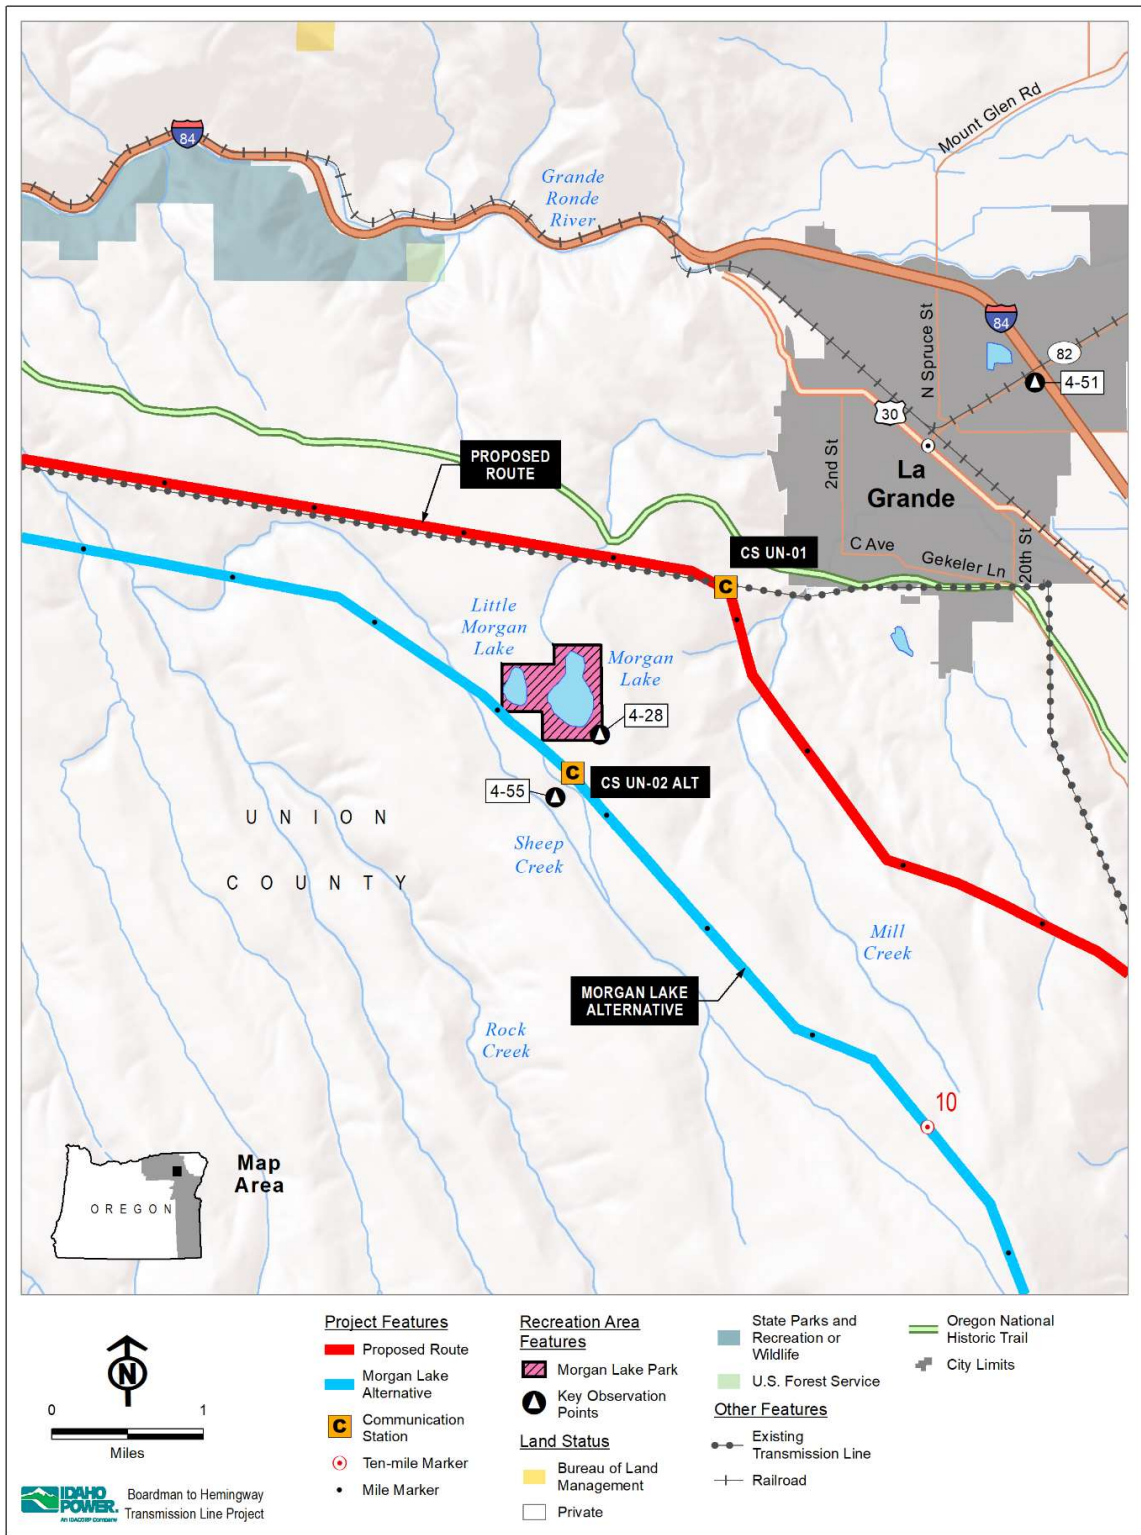 84
Mount Glen Rd
Grande
Ronde
River
N Spruce St
84
82
4-51
30
PROPOSED
ROUTE
2nd St
La
Grande
CS UN-01
C Ave
Gekeler Ln
20th St
C
Little
Morgan
Lake
Morgan
Lake
4-28
C
CS UN-02 ALT
4-55
UNION
COUNTY
Sheep
Creek
Mill
Creek
MORGAN LAKE
ALTERNATIVE
Rock
Creek
10
Map
Area
OREGON
N
0 1
Miles
IDAHO
POWER.
An IDACORP Company
Boardman to Hemingway
Transmission Line Project
Project Features
Proposed Route
Morgan Lake
Alternative
C
Communication
Station
Ten-mile Marker
Mile Marker
Recreation Area
Features
Morgan Lake Park
Key Observation
Points
Land Status
Bureau of Land
Management
Private
State Parks and
Recreation or
Wildlife
U.S. Forest Service
Other Features
Existing
Transmission Line
Railroad
Oregon National
Historic Trail
City Limits